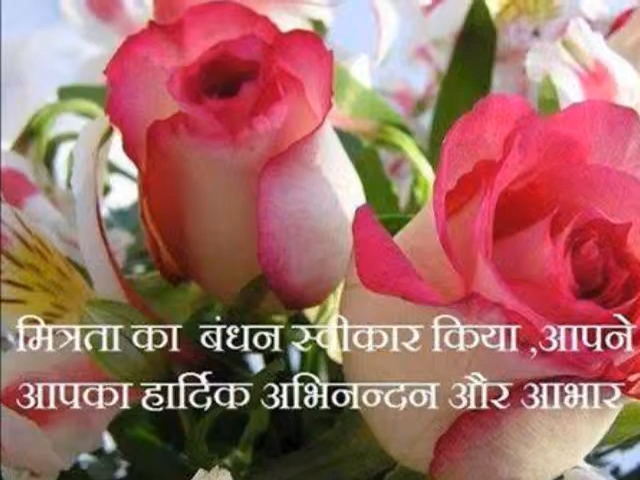 मित्रता का बंधन स्वीकार किया ,आपने
आपका हार्दिक अभिनन्दन और आभार